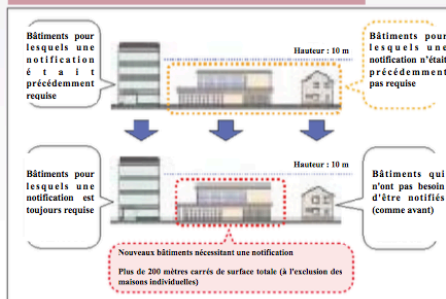 Bâtiments pour
lesquels une
notification
était
précédemment
requise
Hauteur : 10 m
Bâtiments pour
lesquels une
notification n'était
précédemment
pas requise
Bâtiments pour
lesquels une
notification est
toujours requise
Hauteur : 10 m
Bâtiments qui
n'ont pas besoin
d'être notifiés
(comme avant)
Nouveaux bâtiments nécessitant une notification
Plus de 200 mètres carrés de surface totale (à l'exclusion des
maisons individuelles)